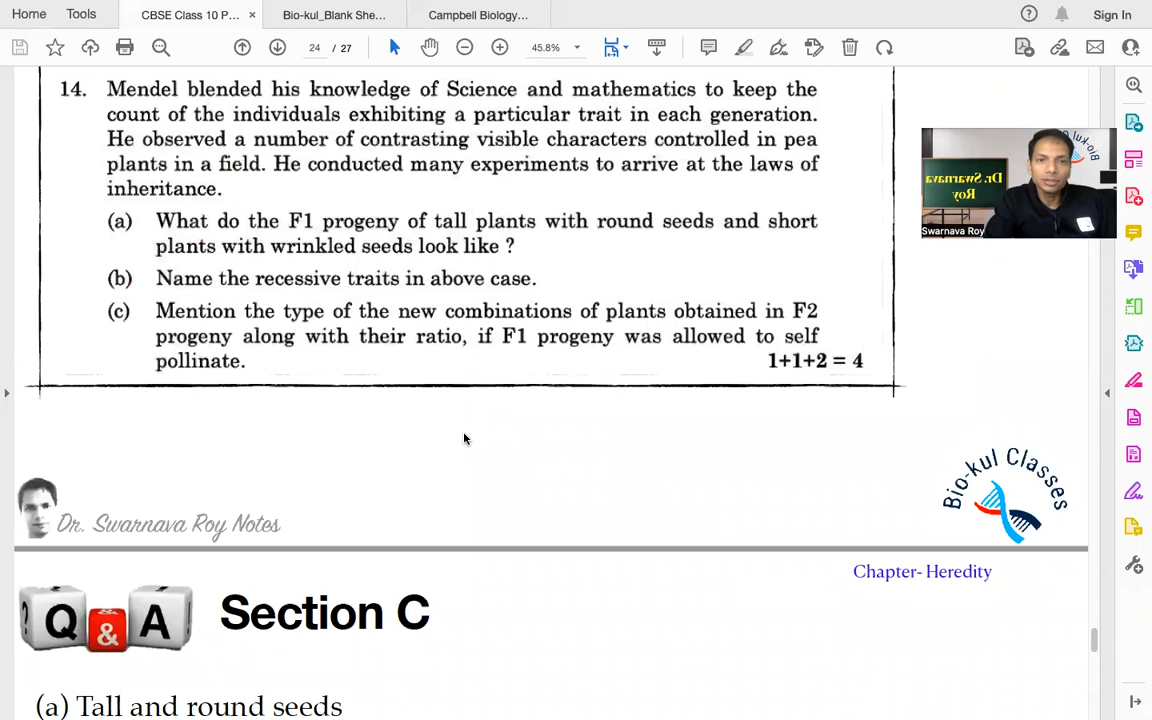 Home Tools CBSE Class 10 P... × Bio-kul_Blank She... Campbell Biology... Sign In
24 / 27 45.8%
14. Mendel blended his knowledge of Science and mathematics to keep the
count of the individuals exhibiting a particular trait in each generation.
He observed a number of contrasting visible characters controlled in pea
plants in a field. He conducted many experiments to arrive at the laws of
inheritance.
(a) What do the F1 progeny of tall plants with round seeds and short
plants with wrinkled seeds look like ?
(b) Name the recessive traits in above case.
(c) Mention the type of the new combinations of plants obtained in F2
progeny along with their ratio, if F1 progeny was allowed to self
pollinate. 1+1+2 = 4
Dr. Swarnava
Roy
Bio-kul
Swarnava Roy
Dr. Swarnava Roy Notes
Bio-kul Classes
Chapter- Heredity
Q & A Section C
(a) Tall and round seeds